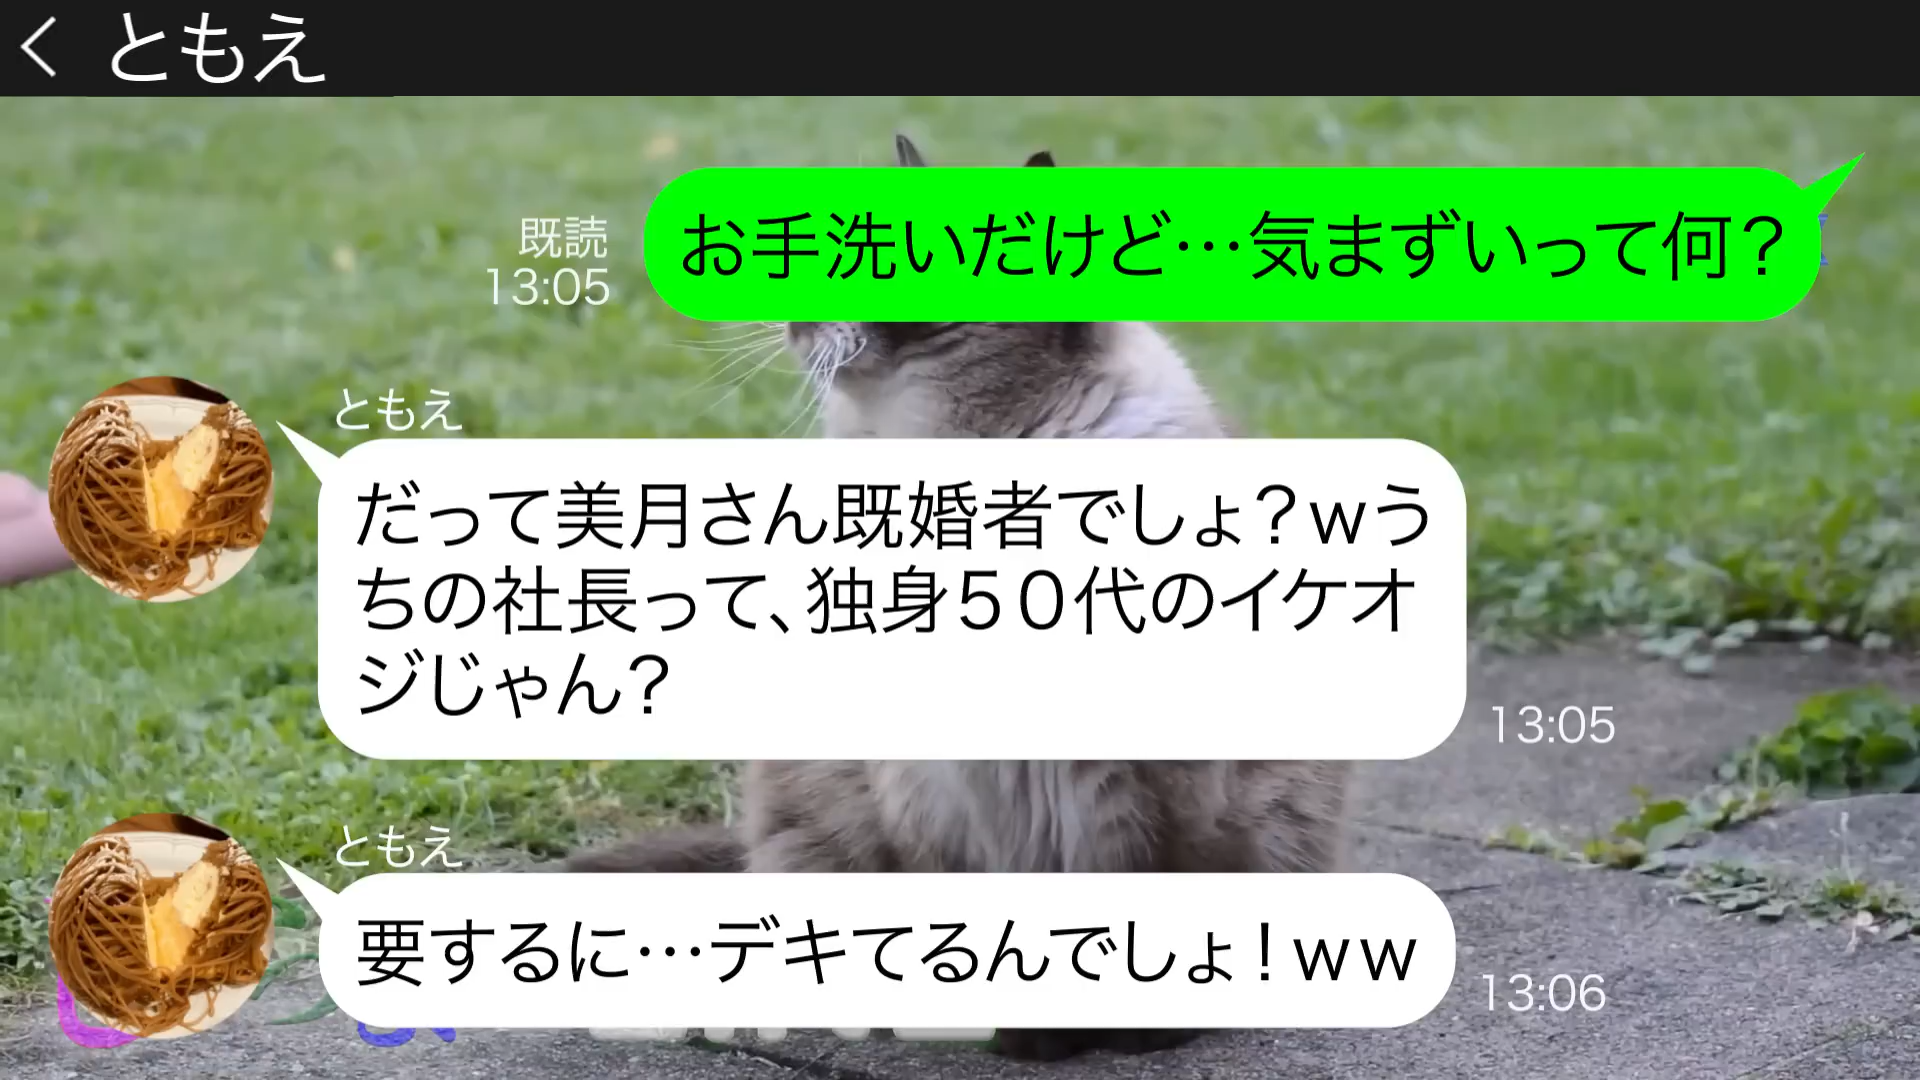 ともえ
お手洗いだけど…気まずいって何？
既読
13:05
ともえ
だって美月さん既婚者でしょ？wう
ちの社長って、独身５０代のイケオ
ジじゃん？
13:05
ともえ
要するに…デキてるんでしょ！ww
13:06